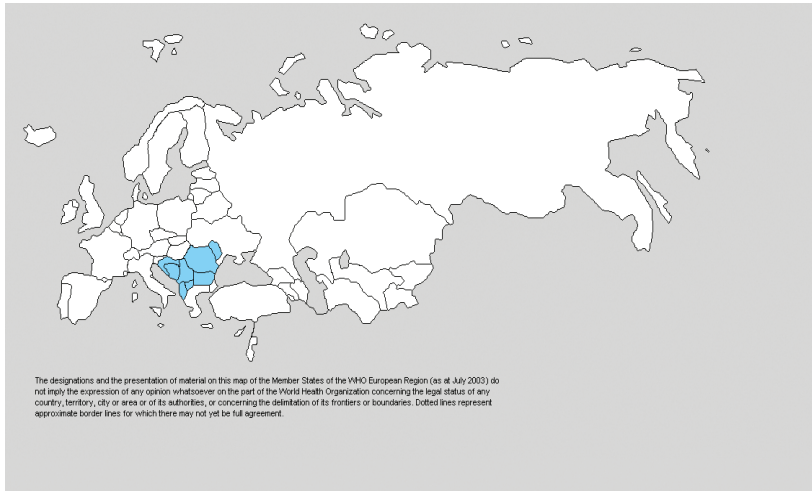 The designations and the presentation of material on this map of the Member States of the WHO European Region (as at July 2003) do
not imply the expression of any opinion whatsoever on the part of the World Health Organization concerning the legal status of any
country, territory, city or area or of its authorities, or concerning the delimitation of its frontiers or boundaries. Dotted lines represent
approximate border lines for which there may not yet be full agreement.